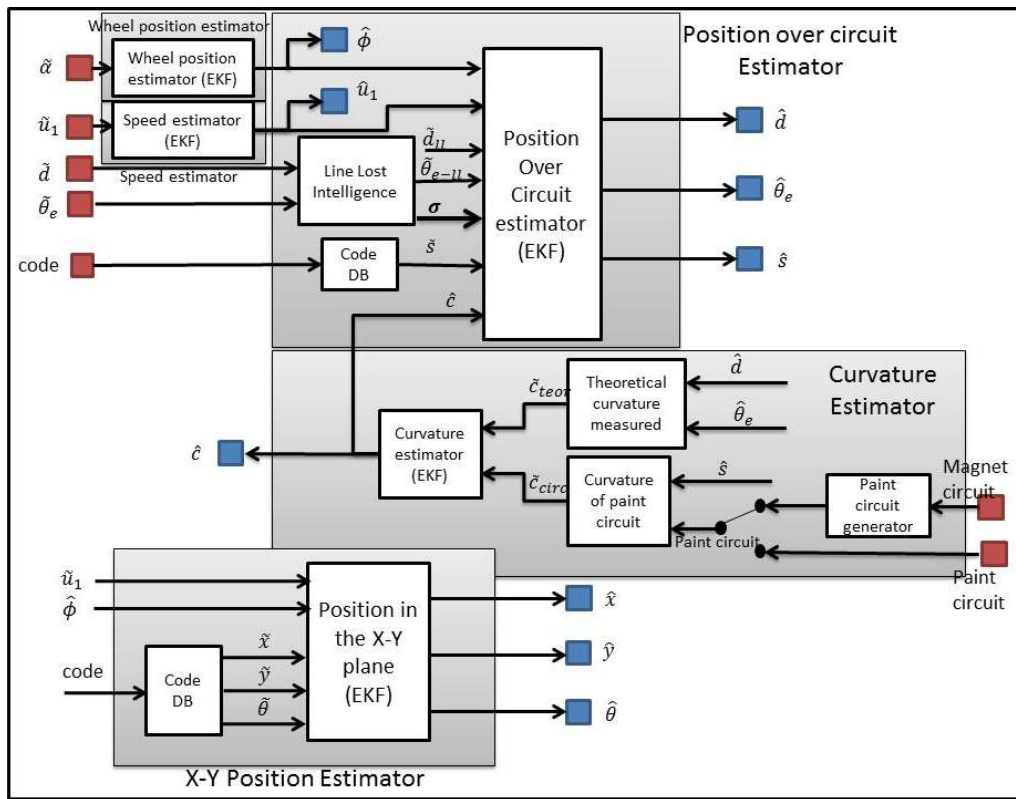 Wheel position estimator
Wheel position
estimator (EKF)
Speed estimator
(EKF)
Speed estimator
α̃
ũ₁
d̃
θ̃ₑ
code
ϕ̂
û₁
Line Lost
Intelligence
d̃ₗₗ
θ̃ₑ₋ₗₗ
σ
Code
DB
š
ĉ
Position
Over
Circuit
estimator
(EKF)
Position over circuit
Estimator
d̂
θ̂ₑ
ŝ
Curvature
Estimator
Theoretical
curvature
measured
d̂
θ̂ₑ
c̃teor
Curvature
estimator
(EKF)
ĉ
c̃circ
Curvature
of paint
circuit
ŝ
Paint circuit
Paint
circuit
generator
Magnet
circuit
Paint
circuit
ũ₁
ϕ̂
code
Code
DB
x̃
ỹ
θ̃
Position in
the X-Y
plane
(EKF)
x̂
ŷ
θ̂
X-Y Position Estimator